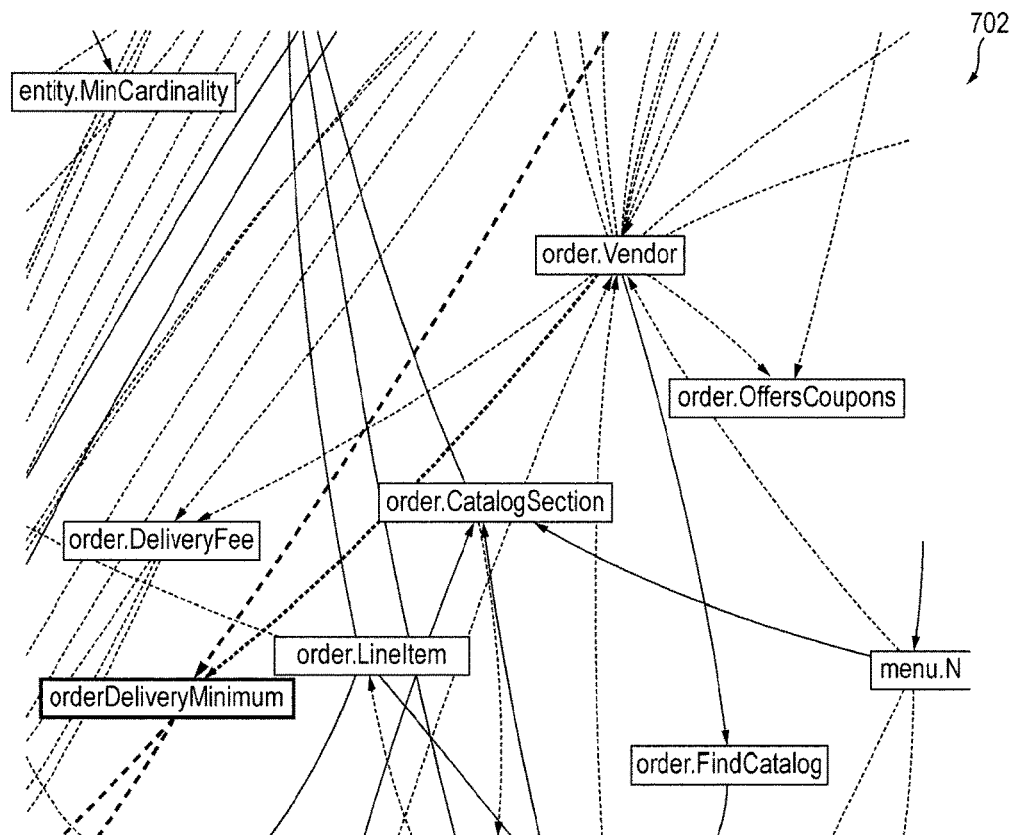 702
entity.MinCardinality
order.Vendor
order.OffersCoupons
order.CatalogSection
order.DeliveryFee
order.LineItem
menu.N
orderDeliveryMinimum
order.FindCatalog